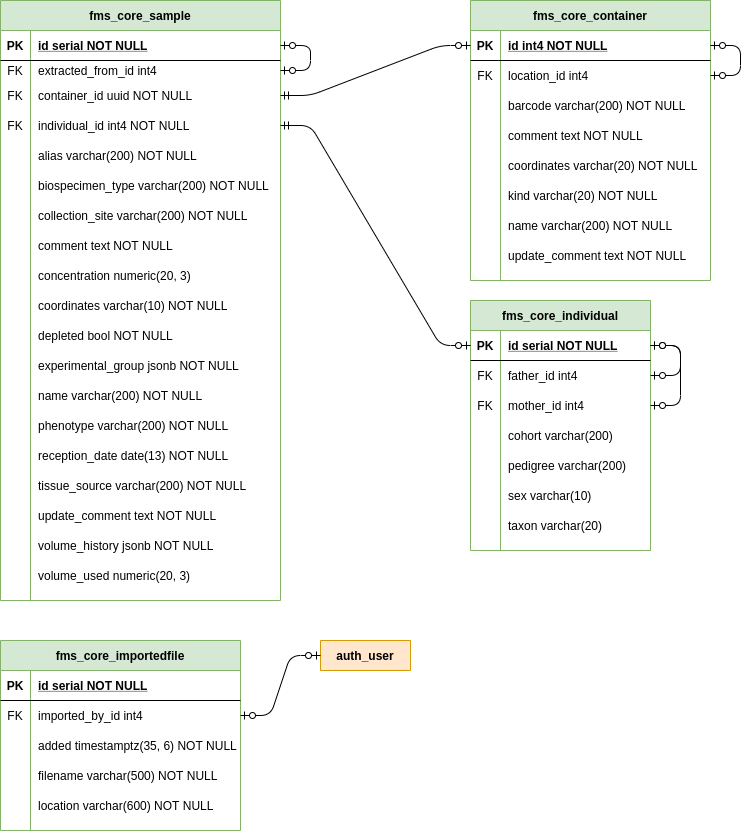 fms_core_sample
PK id serial NOT NULL
FK extracted_from_id int4
FK container_id uuid NOT NULL
FK individual_id int4 NOT NULL
alias varchar(200) NOT NULL
biospecimen_type varchar(200) NOT NULL
collection_site varchar(200) NOT NULL
comment text NOT NULL
concentration numeric(20, 3)
coordinates varchar(10) NOT NULL
depleted bool NOT NULL
experimental_group jsonb NOT NULL
name varchar(200) NOT NULL
phenotype varchar(200) NOT NULL
reception_date date(13) NOT NULL
tissue_source varchar(200) NOT NULL
update_comment text NOT NULL
volume_history jsonb NOT NULL
volume_used numeric(20, 3)
fms_core_container
PK id int4 NOT NULL
FK location_id int4
barcode varchar(200) NOT NULL
comment text NOT NULL
coordinates varchar(20) NOT NULL
kind varchar(20) NOT NULL
name varchar(200) NOT NULL
update_comment text NOT NULL
fms_core_individual
PK id serial NOT NULL
FK father_id int4
FK mother_id int4
cohort varchar(200)
pedigree varchar(200)
sex varchar(10)
taxon varchar(20)
fms_core_importedfile
PK id serial NOT NULL
FK imported_by_id int4
added timestamptz(35, 6) NOT NULL
filename varchar(500) NOT NULL
location varchar(600) NOT NULL
auth_user